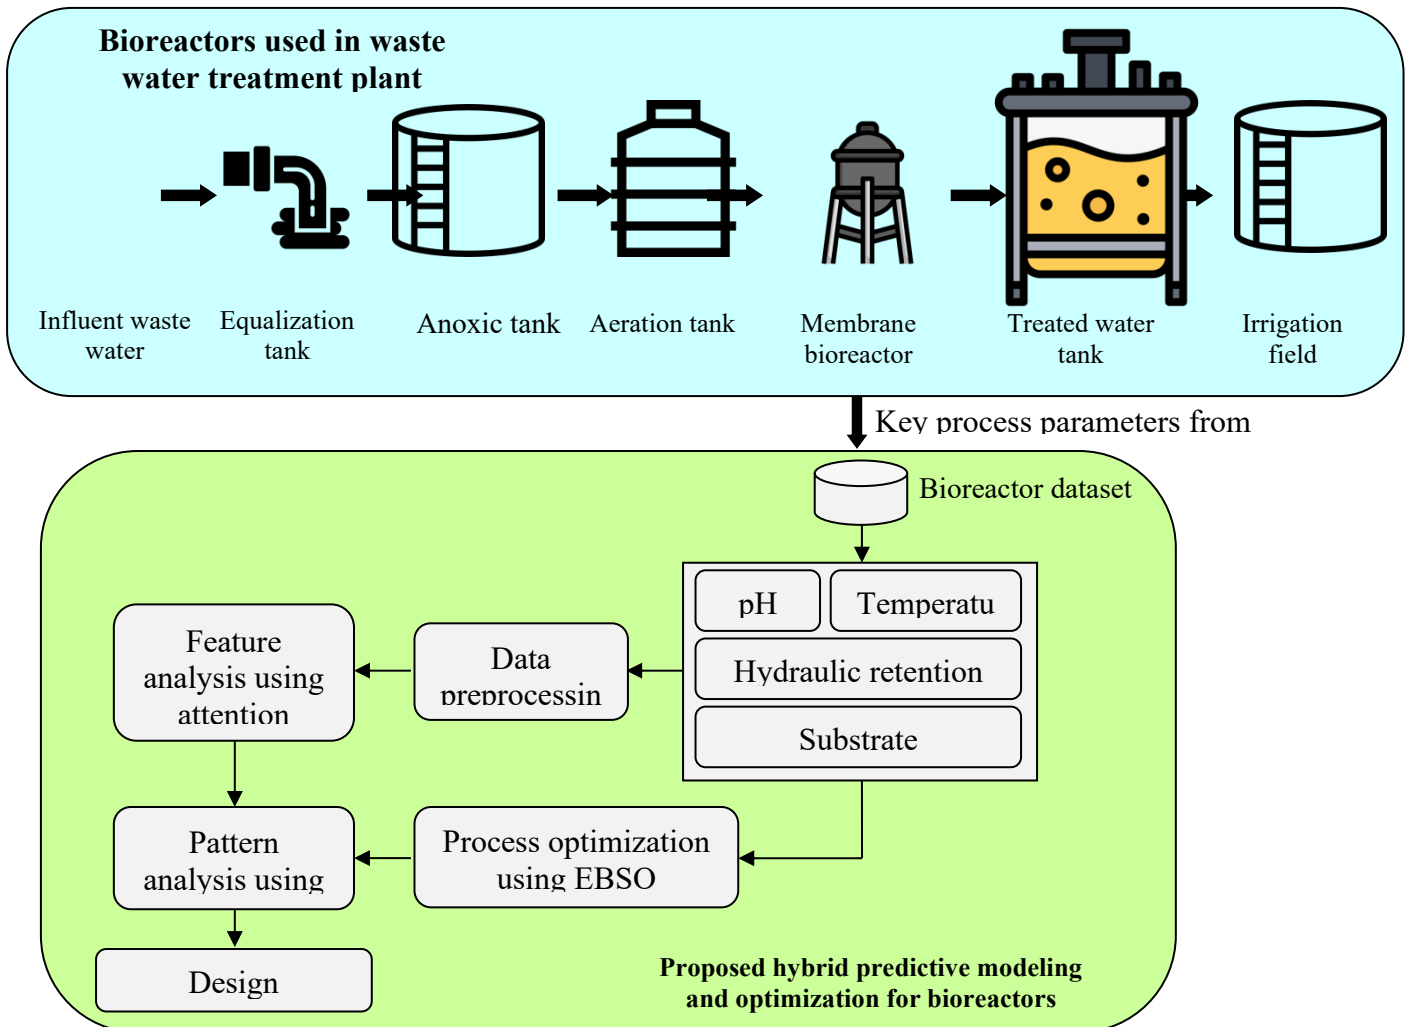 Bioreactors used in waste
water treatment plant
Influent waste
water
Equalization
tank
Anoxic tank
Aeration tank
Membrane
bioreactor
Treated water
tank
Irrigation
field
Key process parameters from
Bioreactor dataset
pH
Temperatu
Hydraulic retention
Substrate
Data
preprocessin
Feature
analysis using
attention
Pattern
analysis using
Process optimization
using EBSO
Design
Proposed hybrid predictive modeling
and optimization for bioreactors